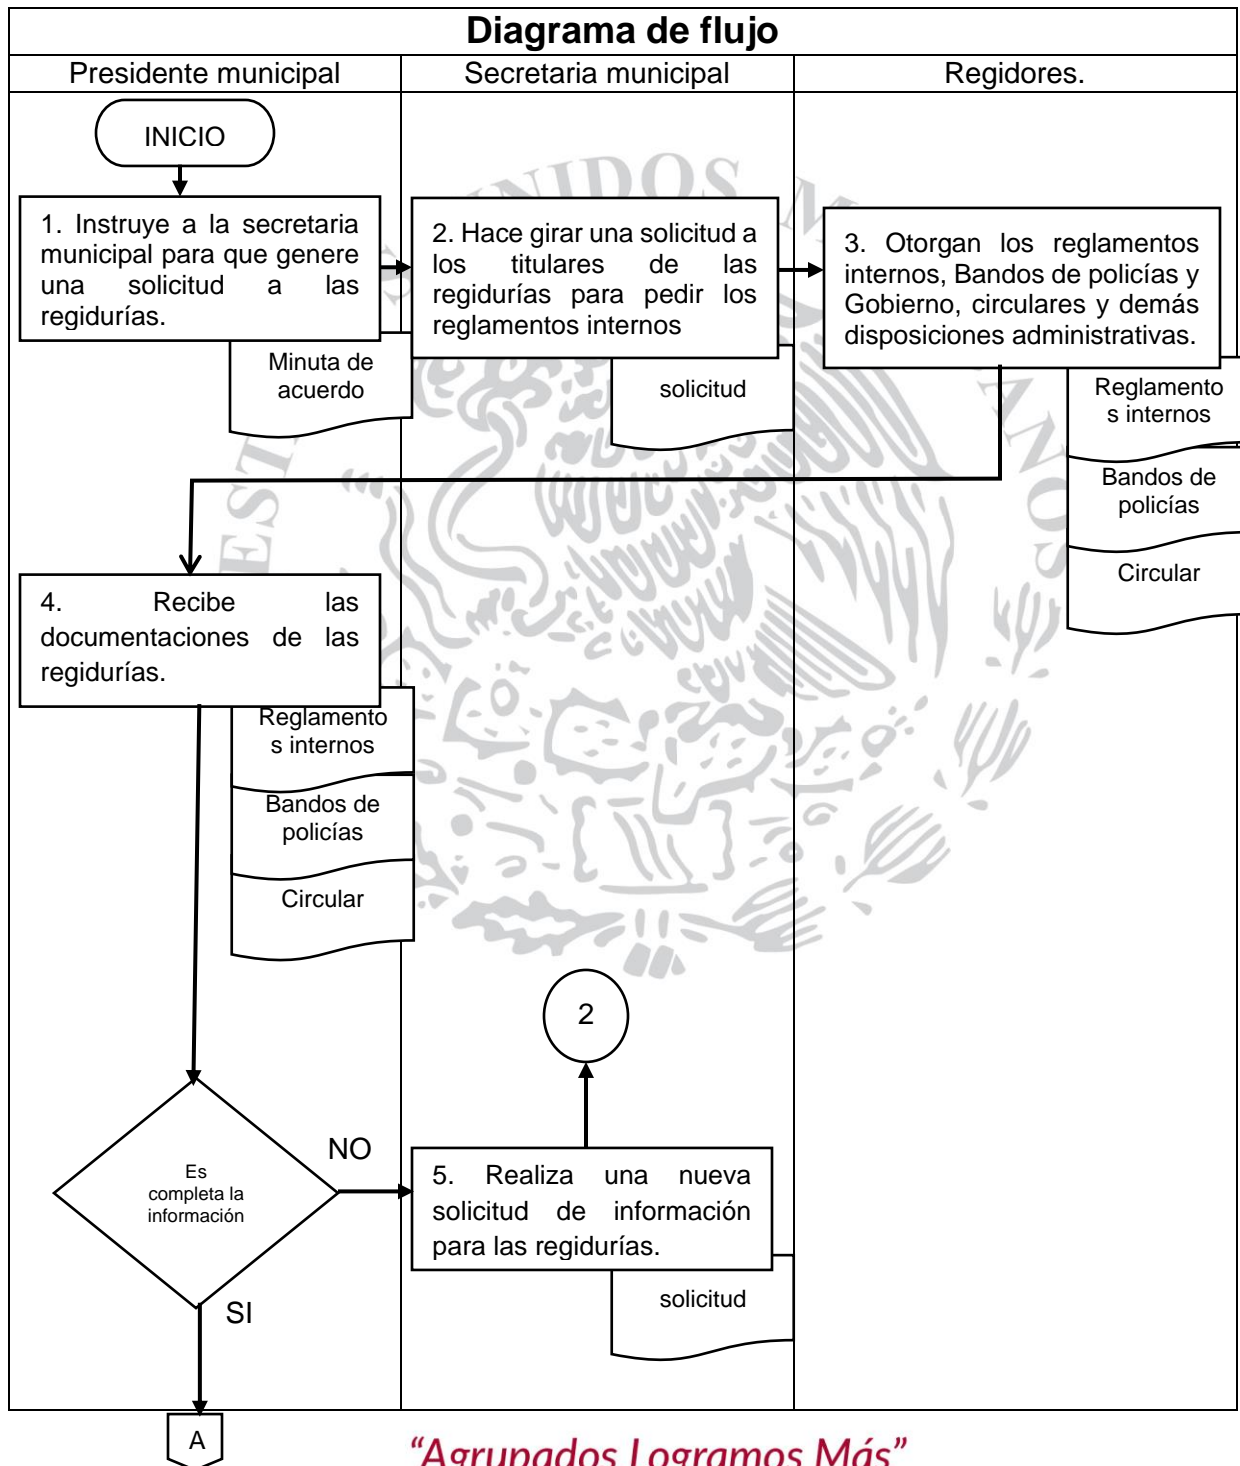 Diagrama de flujo
Presidente municipal
Secretaria municipal
Regidores.
INICIO
1. Instruye a la secretaria
municipal para que genere
una solicitud a las
regidurías.
Minuta de
acuerdo
2. Hace girar una solicitud a
los titulares de las
regidurías para pedir los
reglamentos internos
solicitud
3. Otorgan los reglamentos
internos, Bandos de policías y
Gobierno, circulares y demás
disposiciones administrativas.
Reglamento
s internos
Bandos de
policías
Circular
4. Recibe las
documentaciones de las
regidurías.
Reglamento
s internos
Bandos de
policías
Circular
2
Es
completa la
información
NO
5. Realiza una nueva
solicitud de información
para las regidurías.
solicitud
SI
A
“Agrupados Logramos Más”